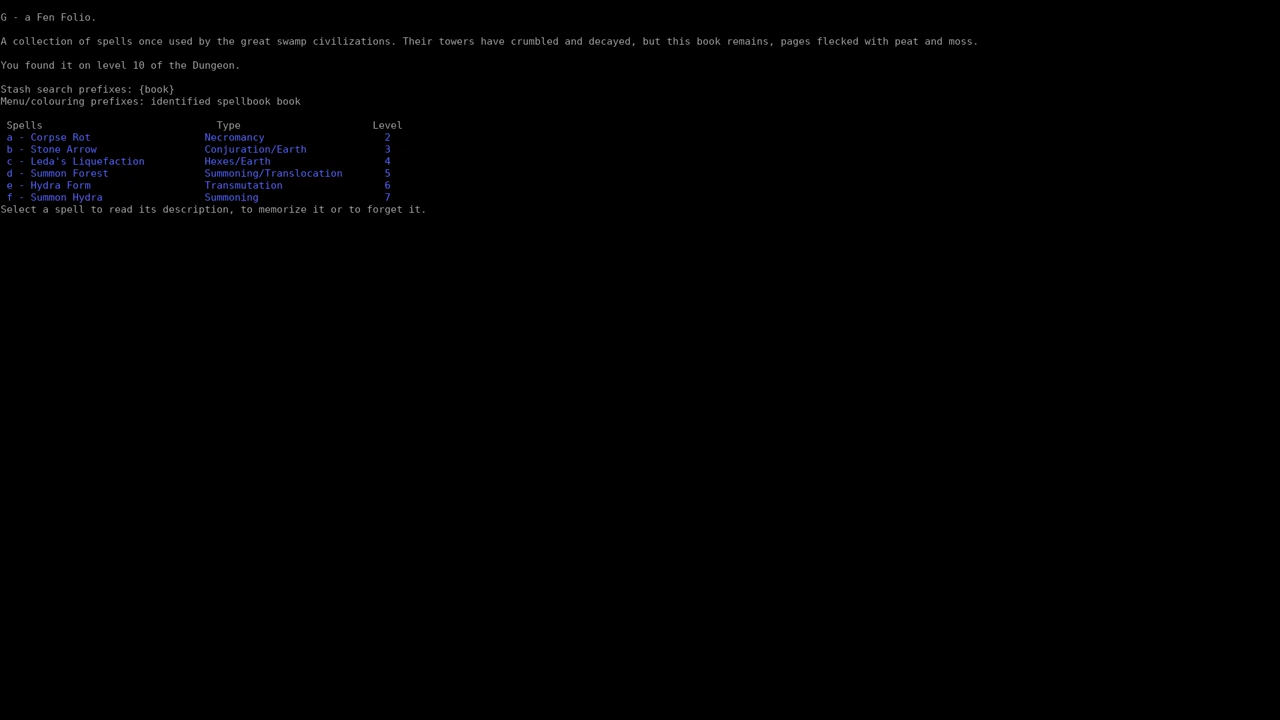 G - a Fen Folio.
A collection of spells once used by the great swamp civilizations. Their towers have crumbled and decayed, but this book remains, pages flecked with peat and moss.
You found it on level 10 of the Dungeon.
Stash search prefixes: {book}
Menu/colouring prefixes: identified spellbook book
Spells Type Level
a - Corpse Rot Necromancy 2
b - Stone Arrow Conjuration/Earth 3
c - Leda's Liquefaction Hexes/Earth 4
d - Summon Forest Summoning/Translocation 5
e - Hydra Form Transmutation 6
f - Summon Hydra Summoning 7
Select a spell to read its description, to memorize it or to forget it.